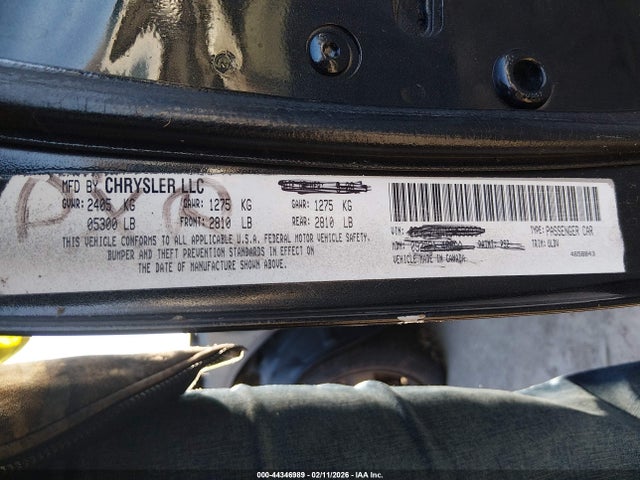 MFD BY CHRYSLER LLC
GVWR: 2405 KG GAWR: 1275 KG GAWR: 1275 KG
05300 LB FRONT: 2810 LB REAR: 2810 LB
THIS VEHICLE CONFORMS TO ALL APPLICABLE U.S.A. FEDERAL MOTOR VEHICLE SAFETY,
BUMPER AND THEFT PREVENTION STANDARDS IN EFFECT ON
THE DATE OF MANUFACTURE SHOWN ABOVE.
VIN: TYPE: PASSENGER CAR
MDH: PAINT:
VEHICLE MADE IN CANADA
4658043
000-44346989 - 02/11/2026 - IAA Inc.